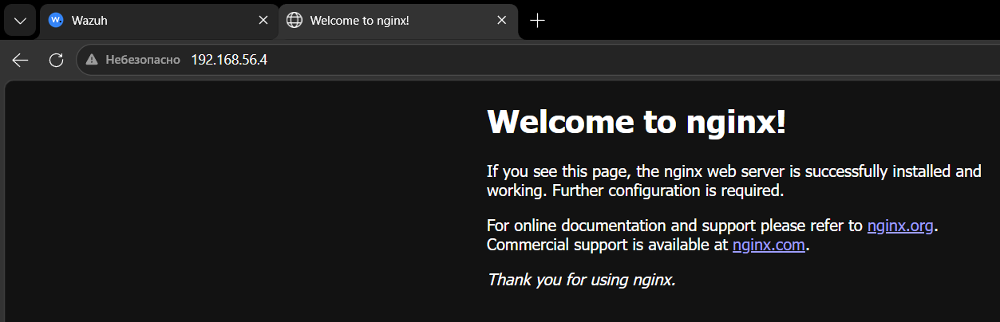 Wazuh
Welcome to nginx!
Небезопасно 192.168.56.4
Welcome to nginx!
If you see this page, the nginx web server is successfully installed and
working. Further configuration is required.
For online documentation and support please refer to nginx.org.
Commercial support is available at nginx.com.
Thank you for using nginx.